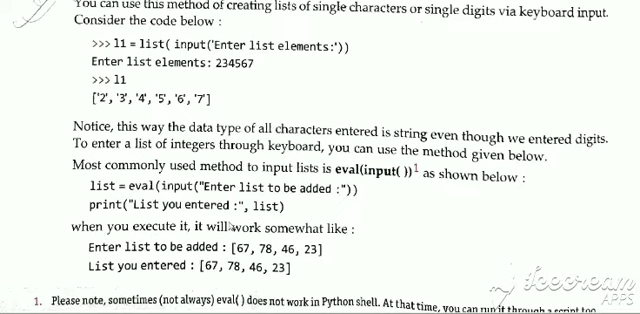 You can use this method of creating lists of single characters or single digits via keyboard input.
Consider the code below :
>>> l1 = list( input('Enter list elements:'))
Enter list elements: 234567
>>> l1
['2', '3', '4', '5', '6', '7']
Notice, this way the data type of all characters entered is string even though we entered digits.
To enter a list of integers through keyboard, you can use the method given below.
Most commonly used method to input lists is eval(input( ))1 as shown below :
list = eval(input("Enter list to be added :"))
print("List you entered :", list)
when you execute it, it will work somewhat like :
Enter list to be added : [67, 78, 46, 23]
List you entered : [67, 78, 46, 23]
Icecream
APPS
1. Please note, sometimes (not always) eval( ) does not work in Python shell. At that time, you can run it through a script too